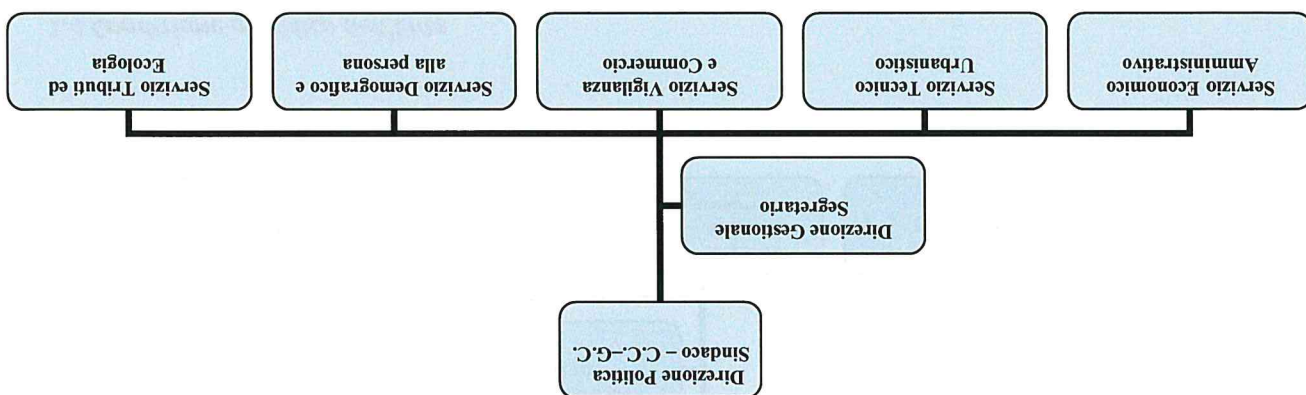 Direzione Politica
Sindaco – C.C.–G.C.
Direzione Gestionale
Segretario
Servizio Economico
Amministrativo
Servizio Tecnico
Urbanistico
Servizio Vigilanza
e Commercio
Servizio Demografico e
alla persona
Servizio Tributi ed
Ecologia